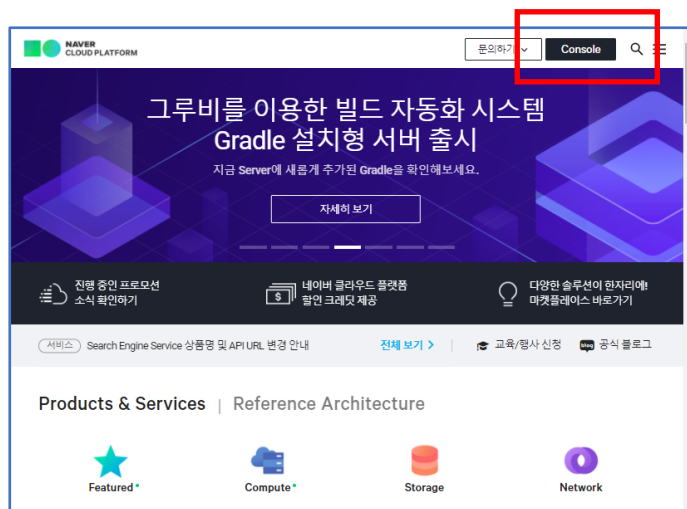 NAVER
CLOUD PLATFORM
문의하기
Console
그루비를 이용한 빌드 자동화 시스템
Gradle 설치형 서버 출시
지금 Server에 새롭게 추가된 Gradle을 확인해보세요.
자세히 보기
진행 중인 프로모션
소식 확인하기
네이버 클라우드 플랫폼
할인 크레딧 제공
다양한 솔루션이 한자리에!
마켓플레이스 바로가기
서비스 Search Engine Service 상품명 및 API URL 변경 안내
전체 보기
교육/행사 신청
blog 공식 블로그
Products & Services | Reference Architecture
Featured
Compute
Storage
Network